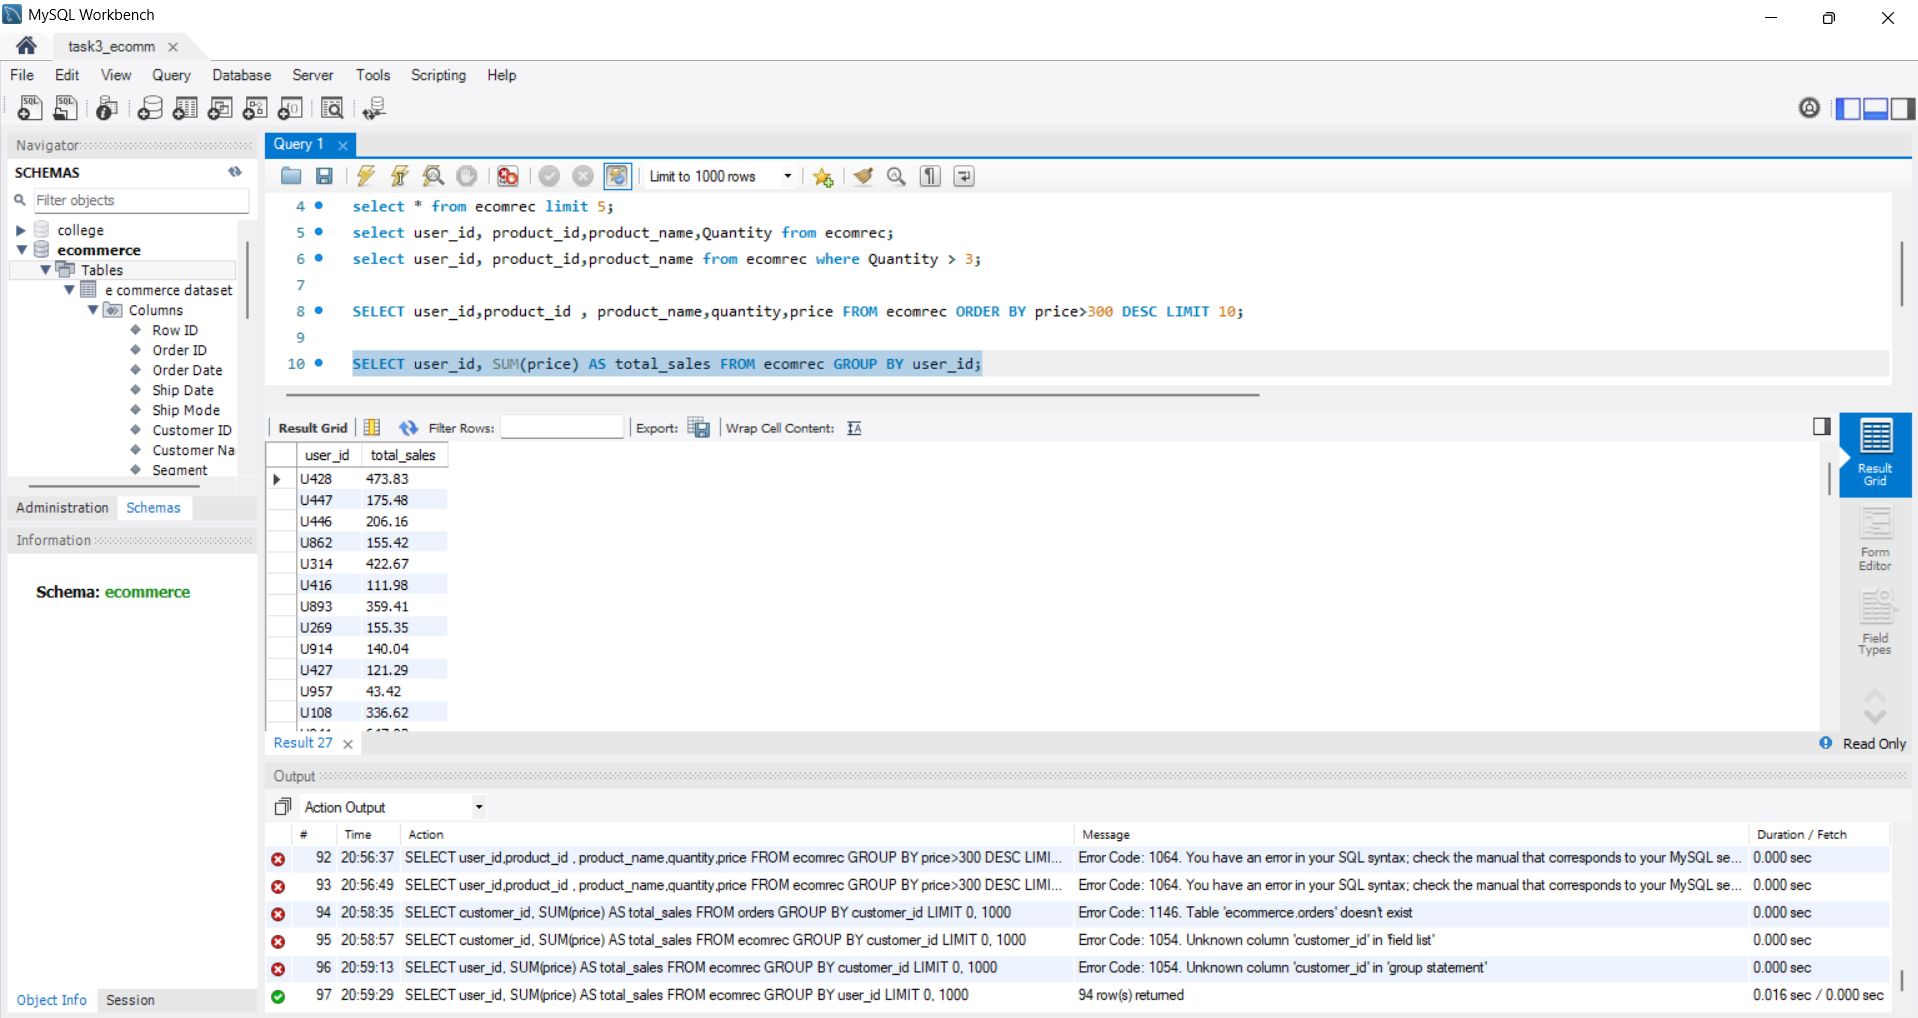 MySQL Workbench
task3_ecomm
File Edit View Query Database Server Tools Scripting Help
Navigator
SCHEMAS
Filter objects
college
ecommerce
Tables
e commerce dataset
Columns
Row ID
Order ID
Order Date
Ship Date
Ship Mode
Customer ID
Customer Na
Segment
Administration Schemas
Information
Schema: ecommerce
Object Info Session
Query 1
Limit to 1000 rows
4 select * from ecomrec limit 5;
5 select user_id, product_id,product_name,Quantity from ecomrec;
6 select user_id, product_id,product_name from ecomrec where Quantity > 3;
7
8 SELECT user_id,product_id , product_name,quantity,price FROM ecomrec ORDER BY price>300 DESC LIMIT 10;
9
10 SELECT user_id, SUM(price) AS total_sales FROM ecomrec GROUP BY user_id;
Result Grid Filter Rows: Export: Wrap Cell Content:
user_id total_sales
U428 473.83
U447 175.48
U446 206.16
U862 155.42
U314 422.67
U416 111.98
U893 359.41
U269 155.35
U914 140.04
U427 121.29
U957 43.42
U108 336.62
Result
Grid
Form
Editor
Field
Types
Result 27
Read Only
Output
Action Output
# Time Action Message Duration / Fetch
92 20:56:37 SELECT user_id,product_id , product_name,quantity,price FROM ecomrec GROUP BY price>300 DESC LIMI... Error Code: 1064. You have an error in your SQL syntax; check the manual that corresponds to your MySQL se... 0.000 sec
93 20:56:49 SELECT user_id,product_id , product_name,quantity,price FROM ecomrec GROUP BY price>300 DESC LIMI... Error Code: 1064. You have an error in your SQL syntax; check the manual that corresponds to your MySQL se... 0.000 sec
94 20:58:35 SELECT customer_id, SUM(price) AS total_sales FROM orders GROUP BY customer_id LIMIT 0, 1000 Error Code: 1146. Table 'ecommerce.orders' doesn't exist 0.000 sec
95 20:58:57 SELECT customer_id, SUM(price) AS total_sales FROM ecomrec GROUP BY customer_id LIMIT 0, 1000 Error Code: 1054. Unknown column 'customer_id' in 'field list' 0.000 sec
96 20:59:13 SELECT user_id, SUM(price) AS total_sales FROM ecomrec GROUP BY customer_id LIMIT 0, 1000 Error Code: 1054. Unknown column 'customer_id' in 'group statement' 0.000 sec
97 20:59:29 SELECT user_id, SUM(price) AS total_sales FROM ecomrec GROUP BY user_id LIMIT 0, 1000 94 row(s) returned 0.016 sec / 0.000 sec